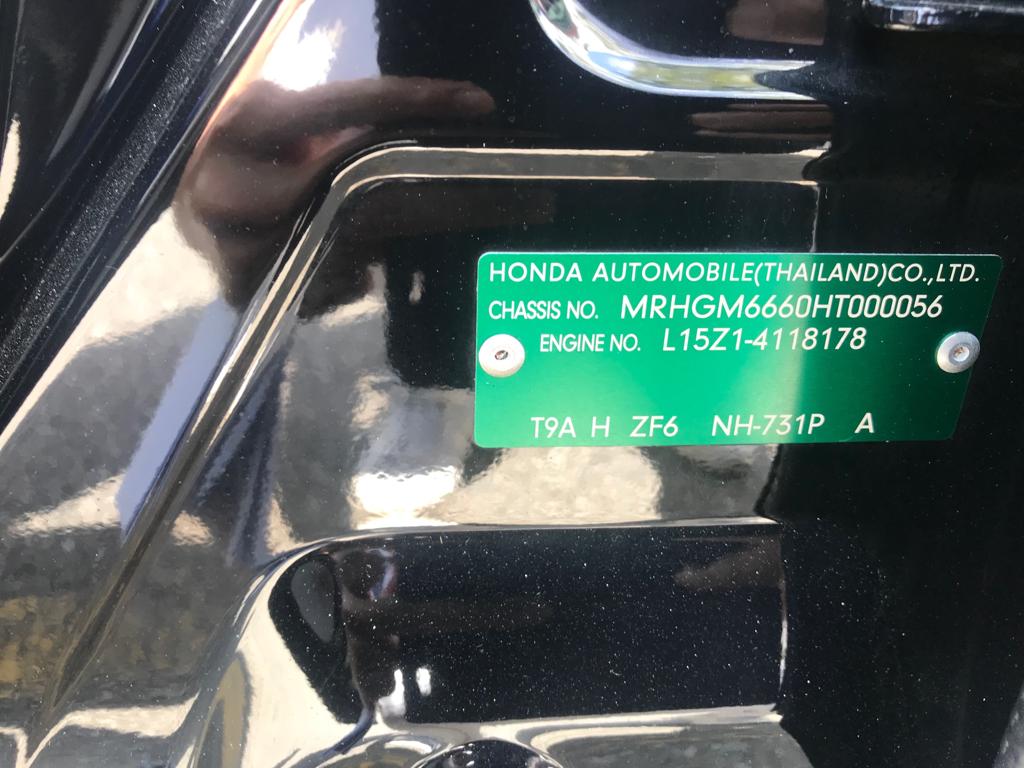 HONDA AUTOMOBILE(THAILAND)CO.,LTD.
CHASSIS NO. MRHGM6660HT000056
ENGINE NO. L15Z1-4118178
T9A H ZF6 NH-731P A